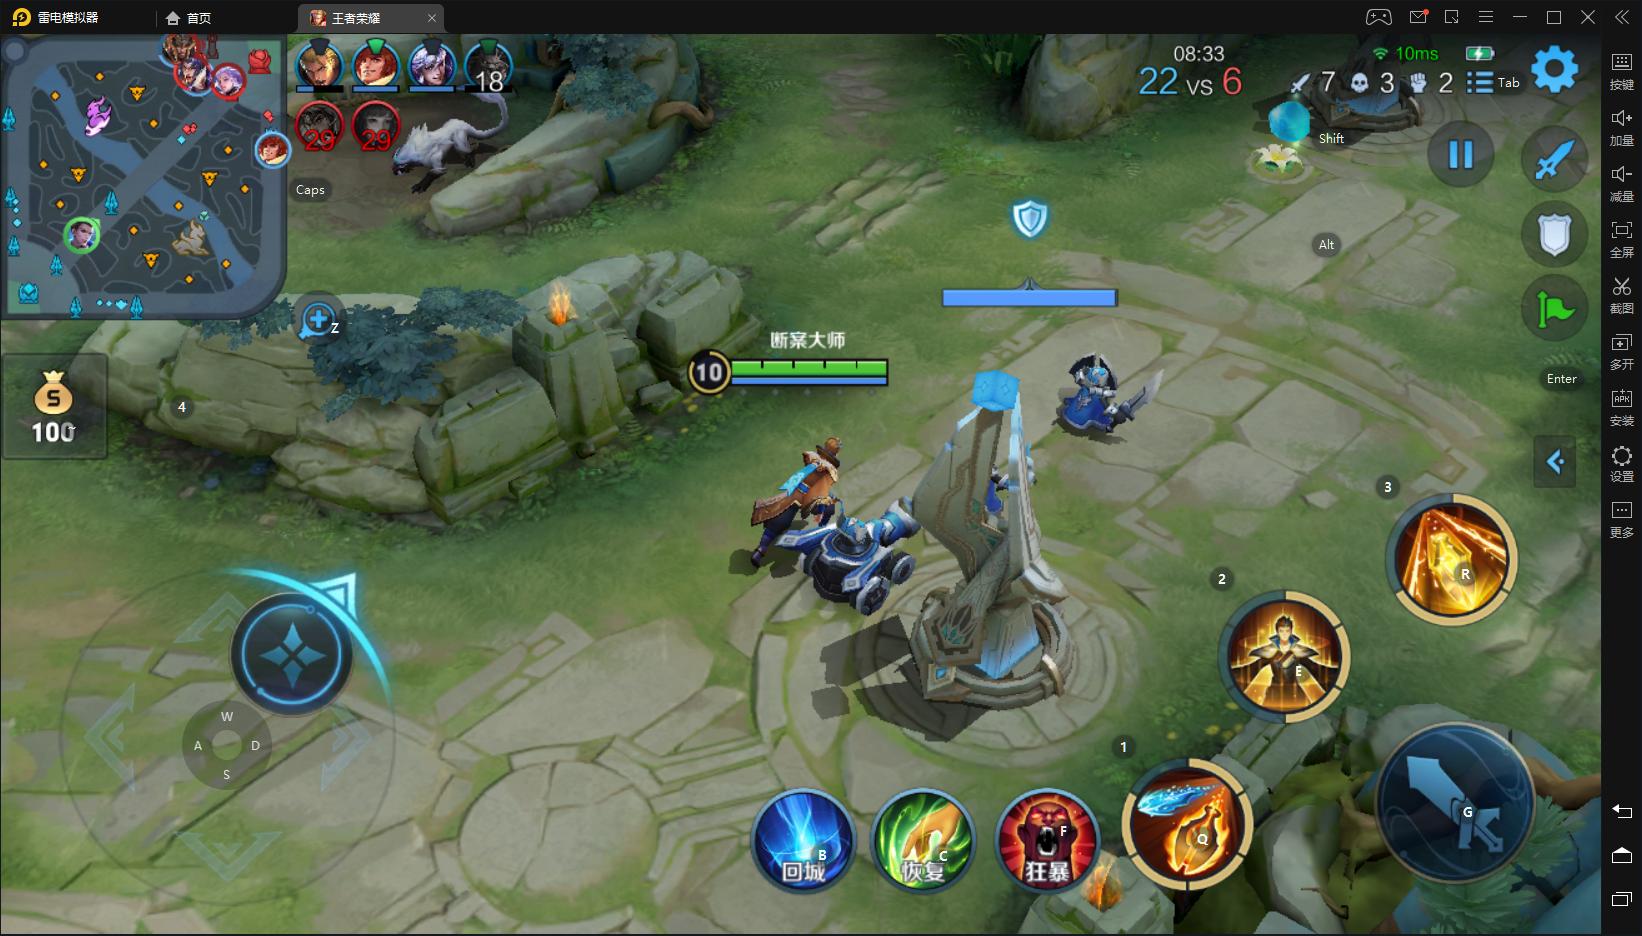 雷电模拟器
首页
王者荣耀
08:33
22 vs 6
10ms
7 3 2
Tab
18
29
29
Caps
Shift
Alt
Z
Enter
断案大师
10
4
3
R
2
E
1
Q
G
W
A D
S
B
回城
C
恢复
F
狂暴
按键
加量
减量
全屏
截图
多开
APK
安装
设置
更多